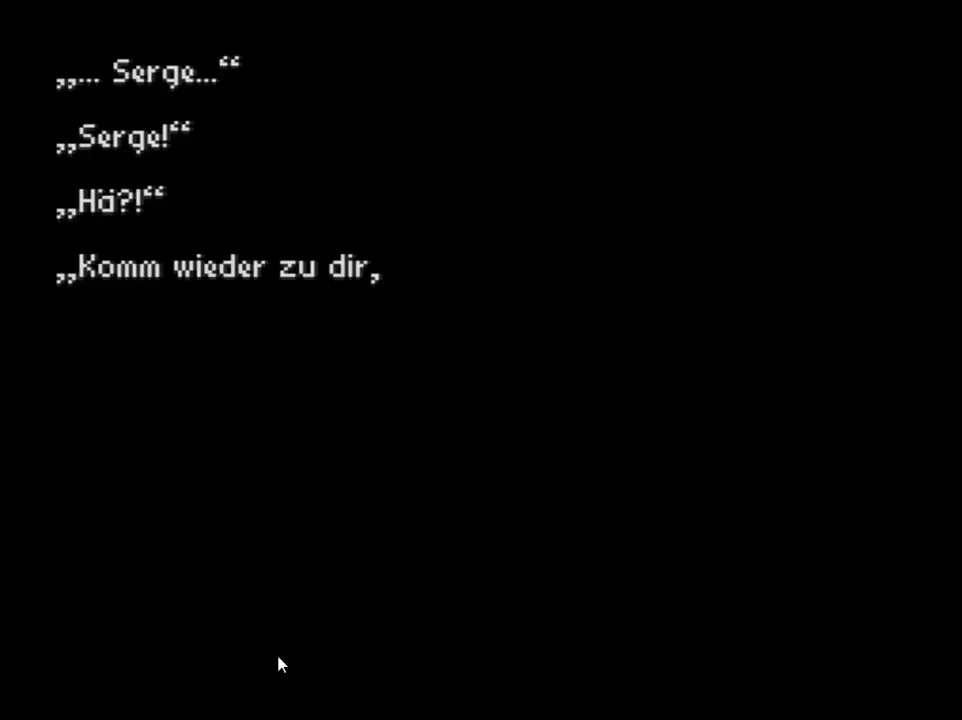 „... Serge...“
„Serge!“
„Hä?!“
„Komm wieder zu dir,